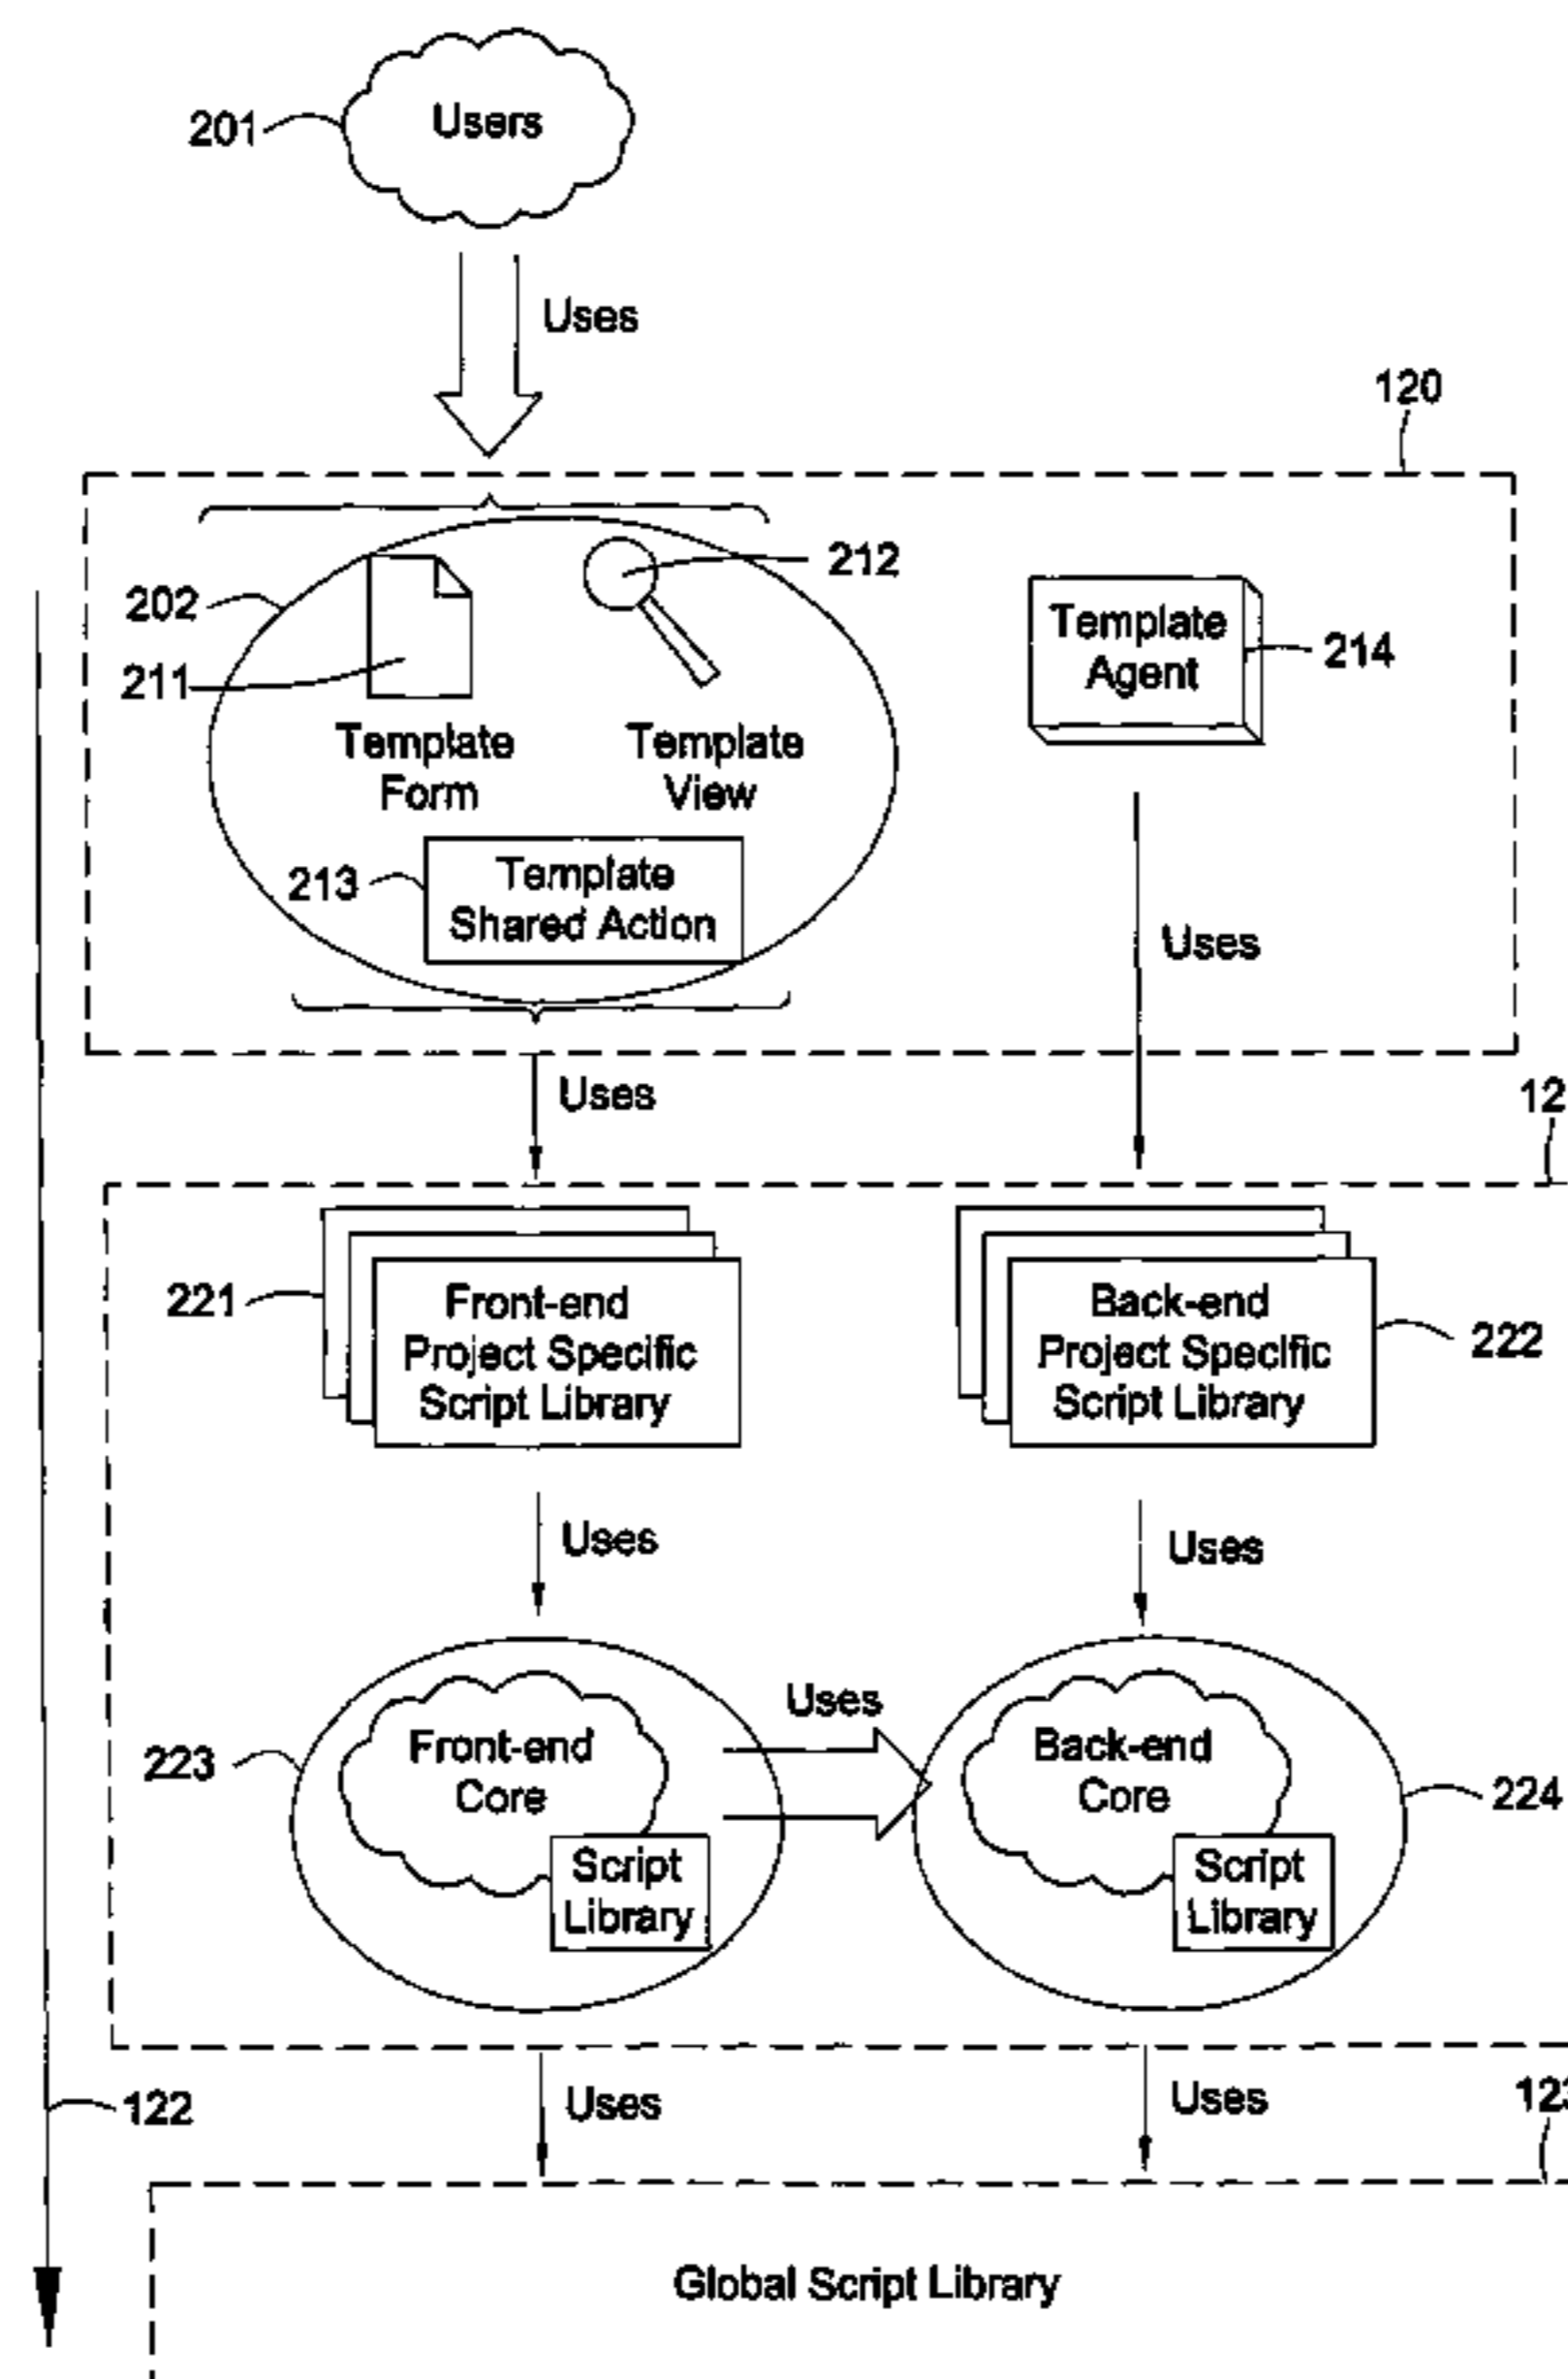 Users
201
Uses
120
202
212
211
Template
Agent
214
Template
Form
Template
View
213
Template
Shared Action
Uses
Uses
12
221
Front-end
Project Specific
Script Library
Back-end
Project Specific
Script Library
222
Uses
Uses
Uses
223
Front-end
Core
Script
Library
Back-end
Core
Script
Library
224
122
Uses
Uses
123
Global Script Library